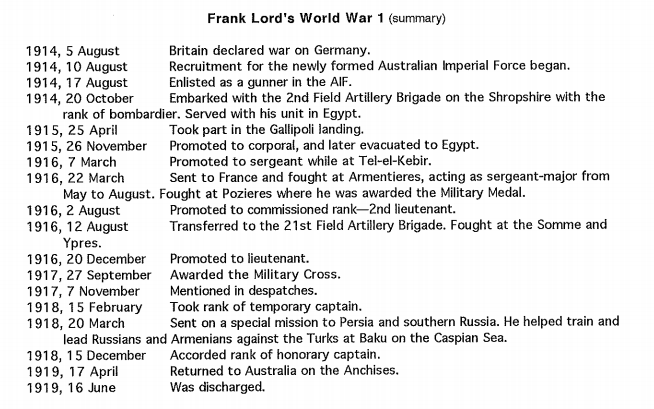 Frank Lord's World War 1 (summary)
1914, 5 August Britain declared war on Germany.
1914, 10 August Recruitment for the newly formed Australian Imperial Force began.
1914, 17 August Enlisted as a gunner in the AIF.
1914, 20 October Embarked with the 2nd Field Artillery Brigade on the Shropshire with the
rank of bombardier. Served with his unit in Egypt.
1915, 25 April Took part in the Gallipoli landing.
1915, 26 November Promoted to corporal, and later evacuated to Egypt.
1916, 7 March Promoted to sergeant while at Tel-el-Kebir.
1916, 22 March Sent to France and fought at Armentieres, acting as sergeant-major from
May to August. Fought at Pozieres where he was awarded the Military Medal.
1916, 2 August Promoted to commissioned rank—2nd lieutenant.
1916, 12 August Transferred to the 21st Field Artillery Brigade. Fought at the Somme and
Ypres.
1916, 20 December Promoted to lieutenant.
1917, 27 September Awarded the Military Cross.
1917, 7 November Mentioned in despatches.
1918, 15 February Took rank of temporary captain.
1918, 20 March Sent on a special mission to Persia and southern Russia. He helped train and
lead Russians and Armenians against the Turks at Baku on the Caspian Sea.
1918, 15 December Accorded rank of honorary captain.
1919, 17 April Returned to Australia on the Anchises.
1919, 16 June Was discharged.